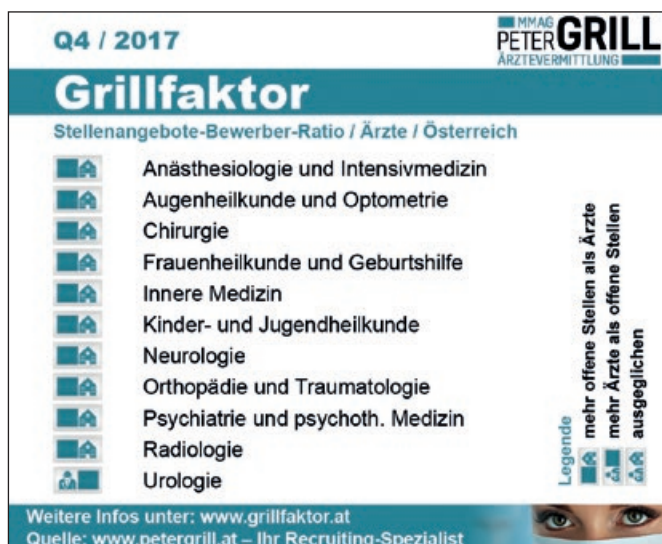 Q4 / 2017
MMAG
PETER GRILL
ÄRZTEVERMITTLUNG
Grillfaktor
Stellenangebote-Bewerber-Ratio / Ärzte / Österreich
Anästhesiologie und Intensivmedizin
Augenheilkunde und Optometrie
Chirurgie
Frauenheilkunde und Geburtshilfe
Innere Medizin
Kinder- und Jugendheilkunde
Neurologie
Orthopädie und Traumatologie
Psychiatrie und psychoth. Medizin
Radiologie
Urologie
Legende
mehr offene Stellen als Ärzte
mehr Ärzte als offene Stellen
ausgeglichen
Weitere Infos unter: www.grillfaktor.at
Quelle: www.petergrill.at – Ihr Recruiting-Spezialist